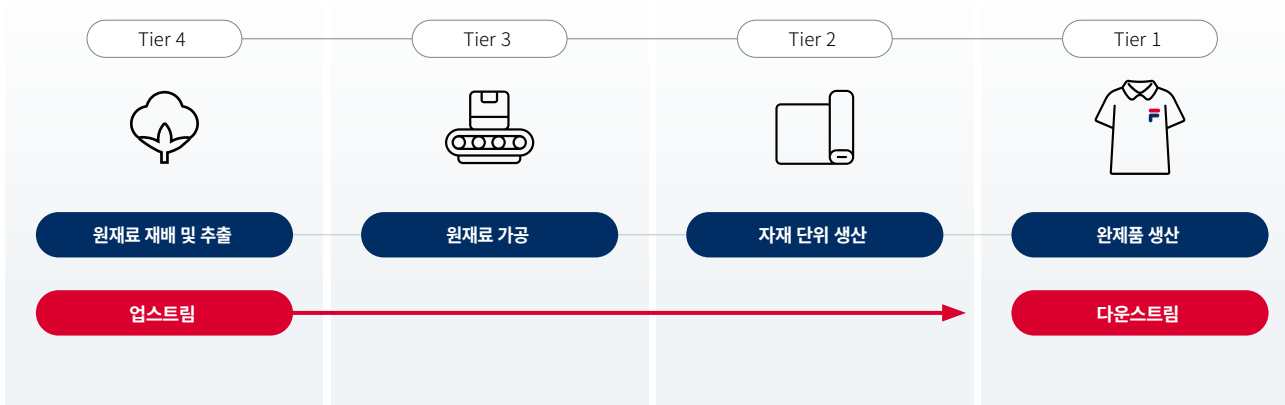 Tier 4
Tier 3
Tier 2
Tier 1
원재료 재배 및 추출
원재료 가공
자재 단위 생산
완제품 생산
업스트림
다운스트림